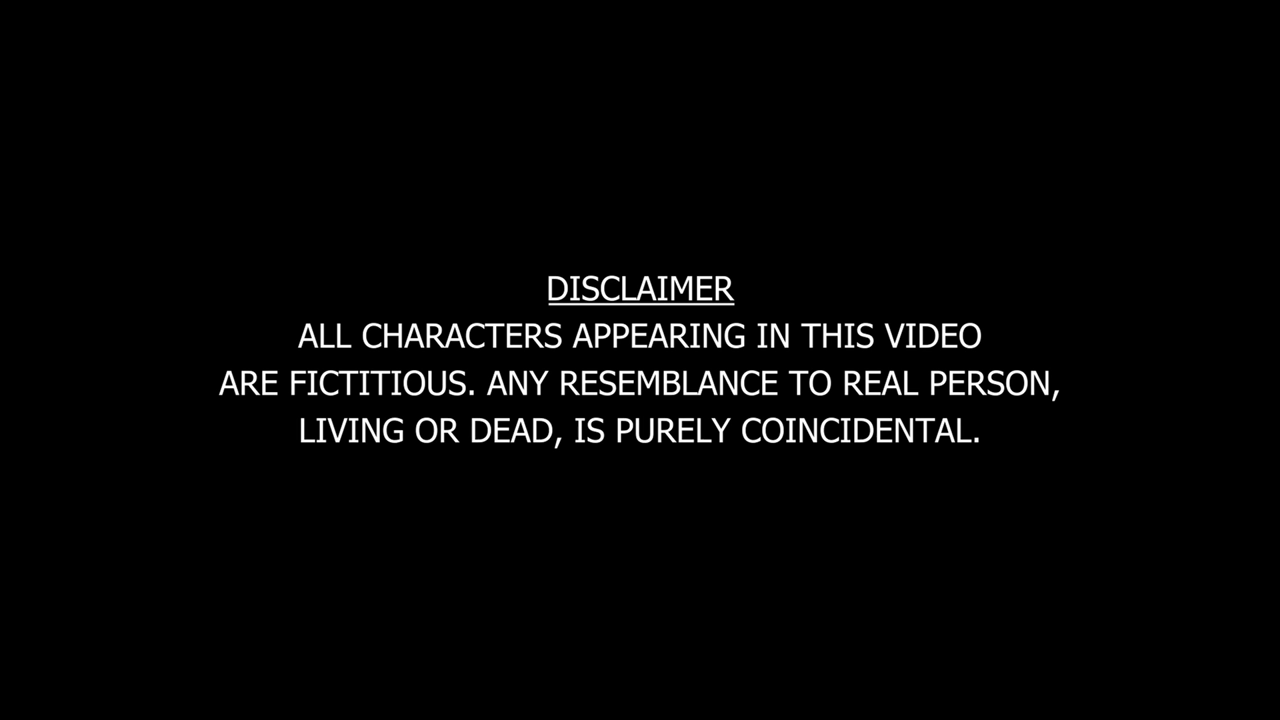 DISCLAIMER
ALL CHARACTERS APPEARING IN THIS VIDEO
ARE FICTITIOUS. ANY RESEMBLANCE TO REAL PERSON,
LIVING OR DEAD, IS PURELY COINCIDENTAL.